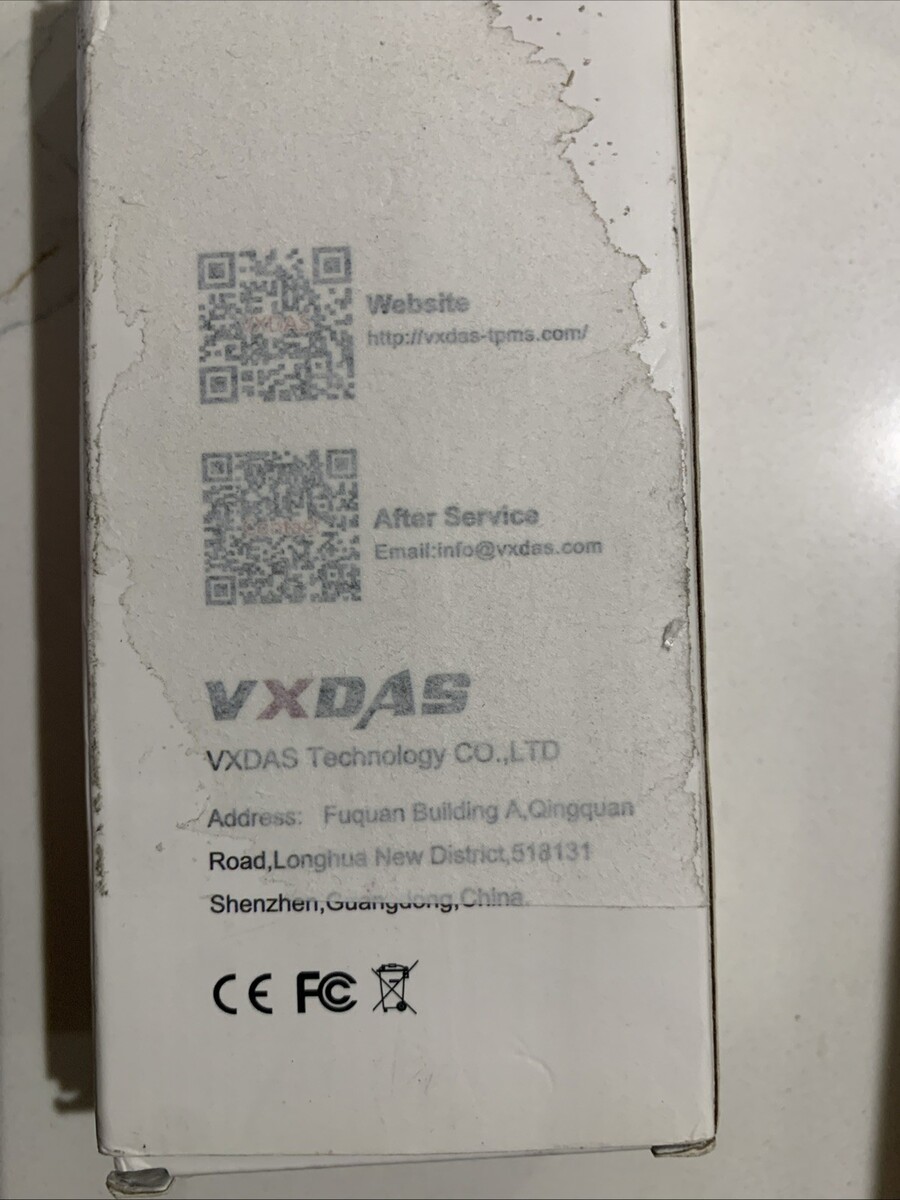 Website
http://vxdas-tpms.com/
After Service
Email:info@vxdas.com
VXDAS
VXDAS Technology CO.,LTD
Address: Fuquan Building A,Qingquan
Road,Longhua New District,518131
Shenzhen,Guangdong,China.
CE FC